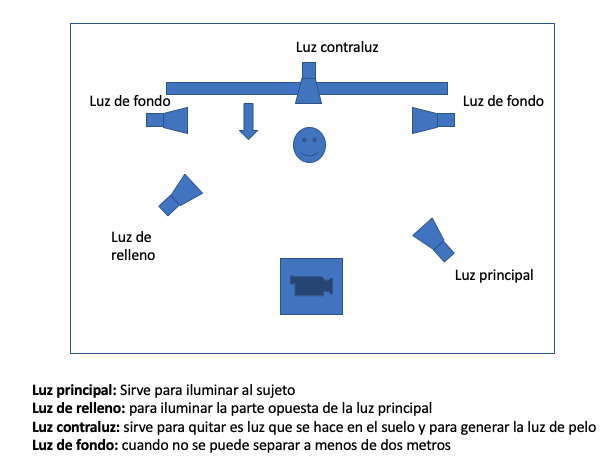 Luz contraluz
Luz de fondo
Luz de fondo
Luz de
relleno
Luz principal
Luz principal: Sirve para iluminar al sujeto
Luz de relleno: para iluminar la parte opuesta de la luz principal
Luz contraluz: sirve para quitar es luz que se hace en el suelo y para generar la luz de pelo
Luz de fondo: cuando no se puede separar a menos de dos metros